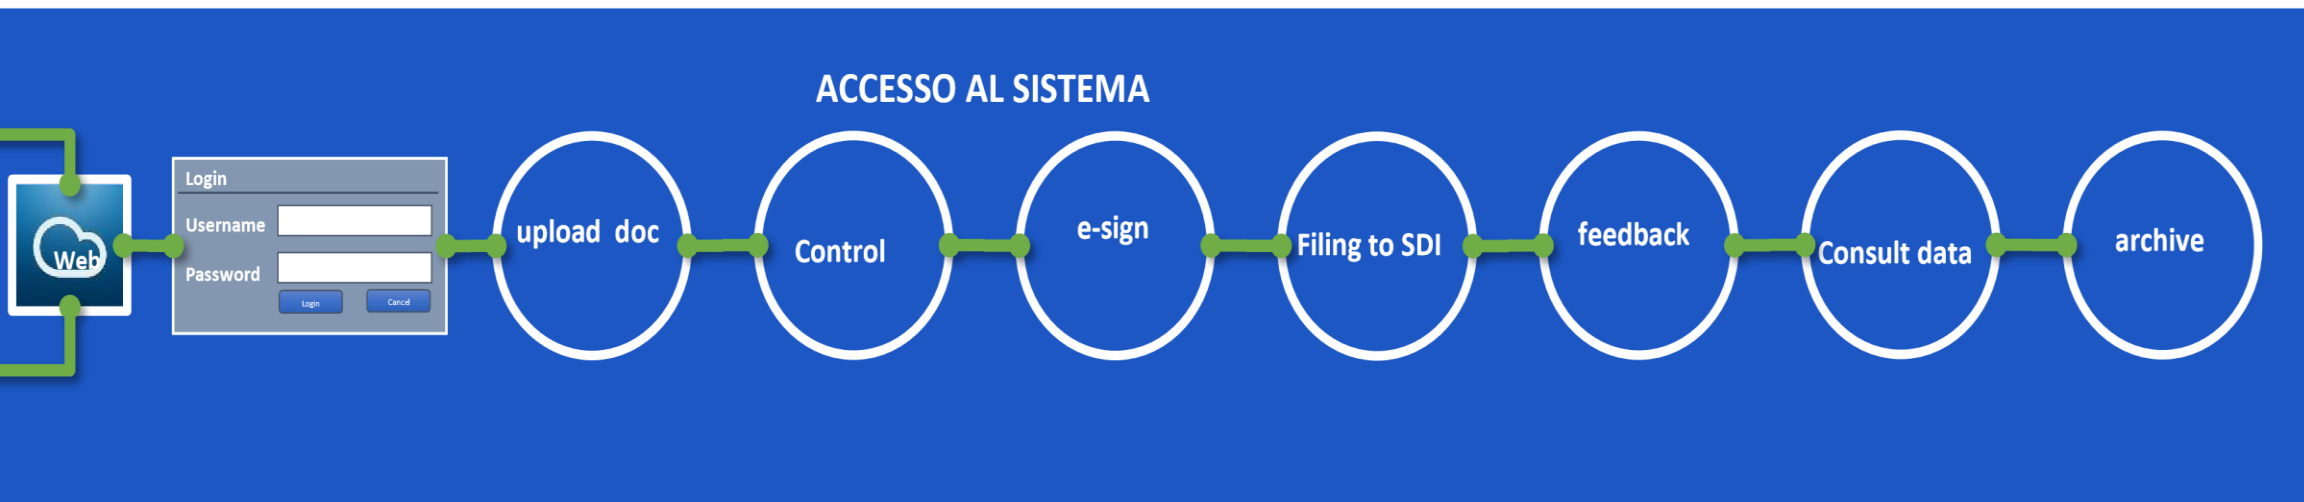 ACCESSO AL SISTEMA
Web
Login
Username
Password
Login
Cancel
upload doc
Control
e-sign
Filing to SDI
feedback
Consult data
archive